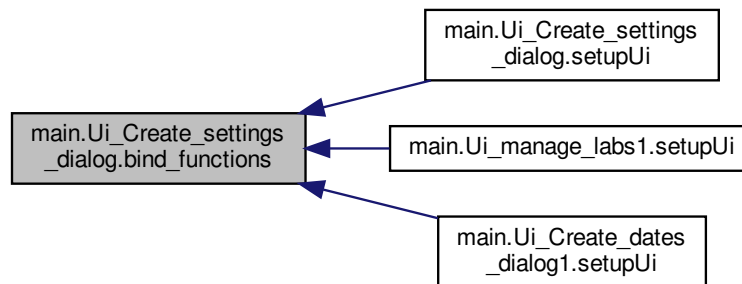 main.Ui_Create_settings
_dialog.bind_functions
main.Ui_Create_settings
_dialog.setupUi
main.Ui_manage_labs1.setupUi
main.Ui_Create_dates
_dialog1.setupUi